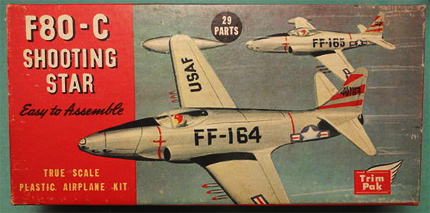 F80-C
SHOOTING
STAR
Easy to Assemble
TRUE SCALE
PLASTIC AIRPLANE KIT
29
PARTS
USAF
FF-165
FF-164
Trim
Pak